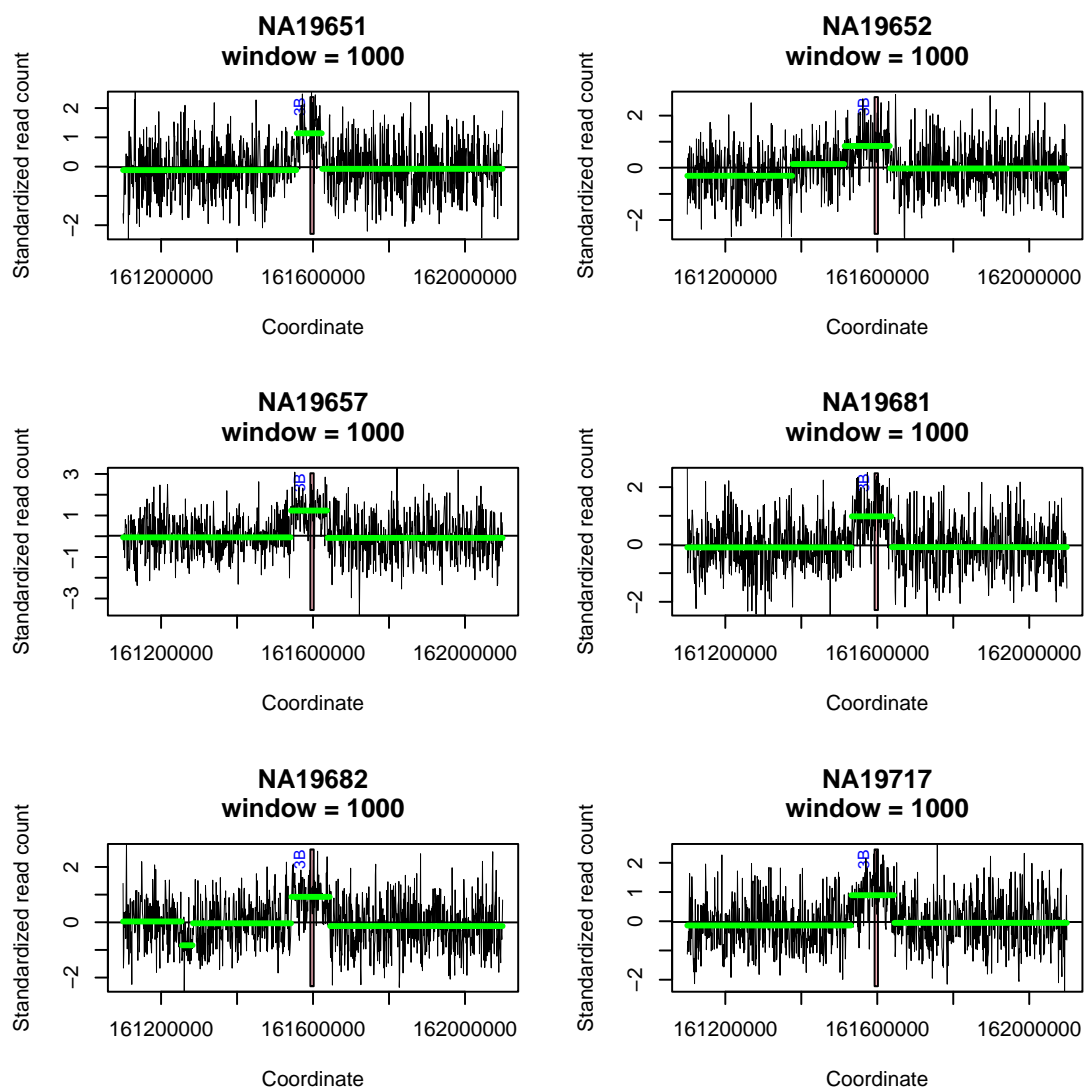 NA19651
window = 1000
Standardized read count
2
1
0
−2
3B
161200000 161600000 162000000
Coordinate
NA19652
window = 1000
Standardized read count
2
0
−2
3B
161200000 161600000 162000000
Coordinate
NA19657
window = 1000
Standardized read count
3
1
−1
−3
3B
161200000 161600000 162000000
Coordinate
NA19681
window = 1000
Standardized read count
2
0
−2
3B
161200000 161600000 162000000
Coordinate
NA19682
window = 1000
Standardized read count
2
0
−2
3B
161200000 161600000 162000000
Coordinate
NA19717
window = 1000
Standardized read count
2
1
0
−2
3B
161200000 161600000 162000000
Coordinate